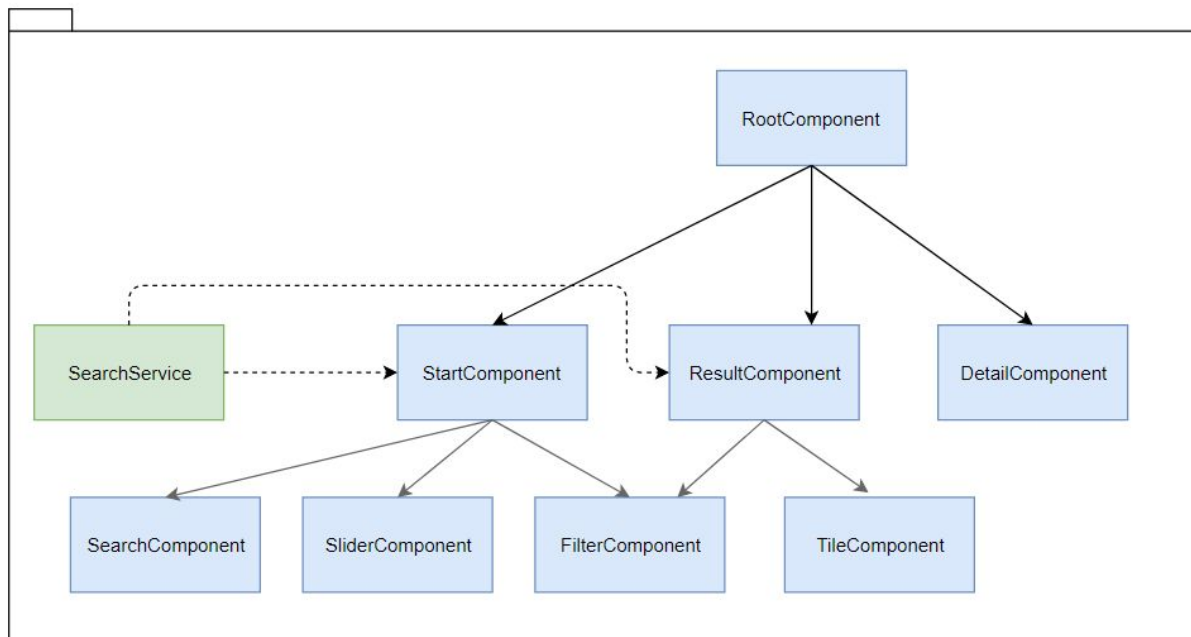 RootComponent
SearchService
StartComponent
ResultComponent
DetailComponent
SearchComponent
SliderComponent
FilterComponent
TileComponent